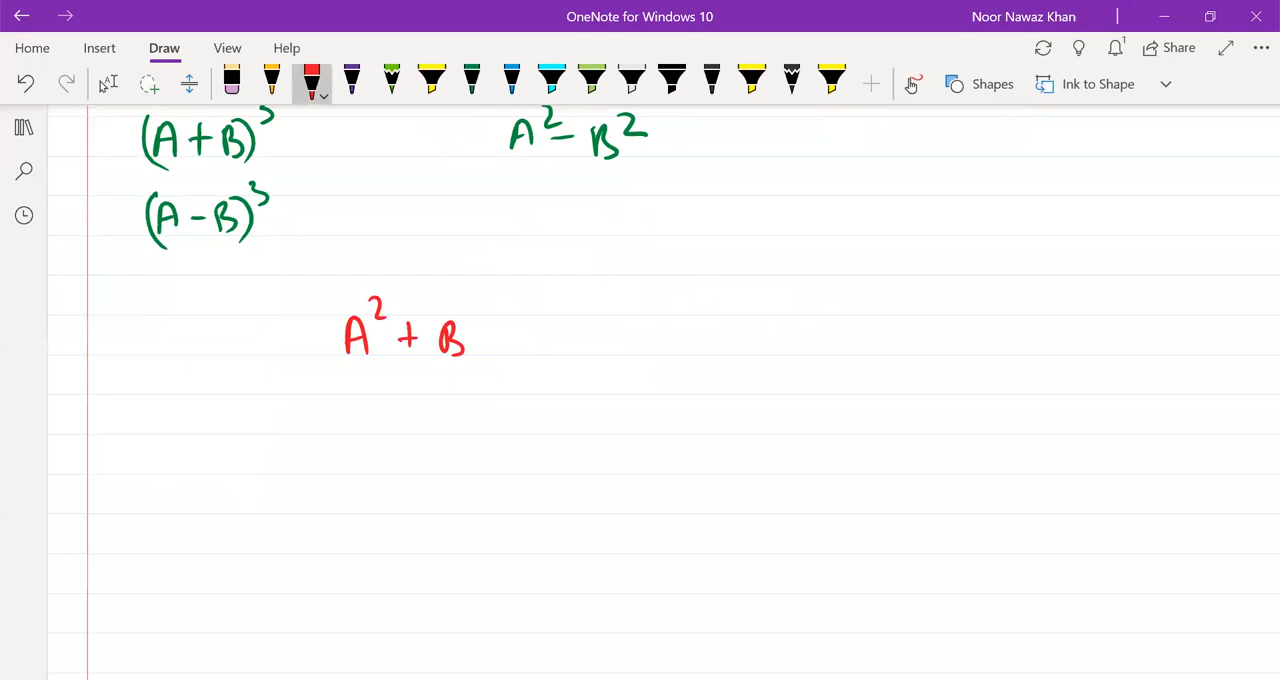 OneNote for Windows 10
Noor Nawaz Khan
Home Insert Draw View Help
1
Share
Shapes
Ink to Shape
(A + B)³ A² - B²
(A - B)³
A² + B